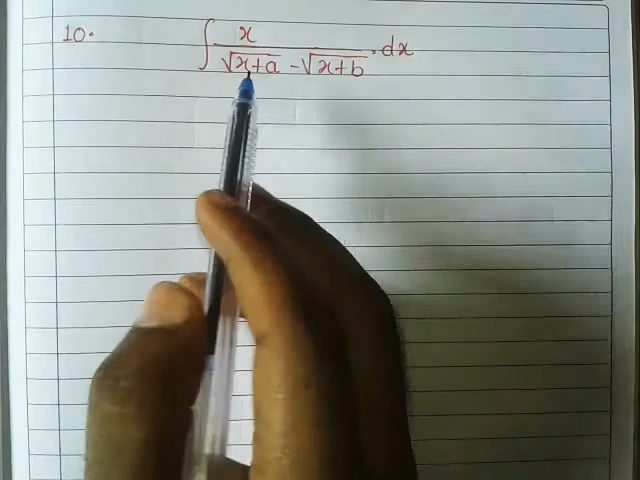 10. ∫ x / (√(x+a) - √(x+b)) . dx